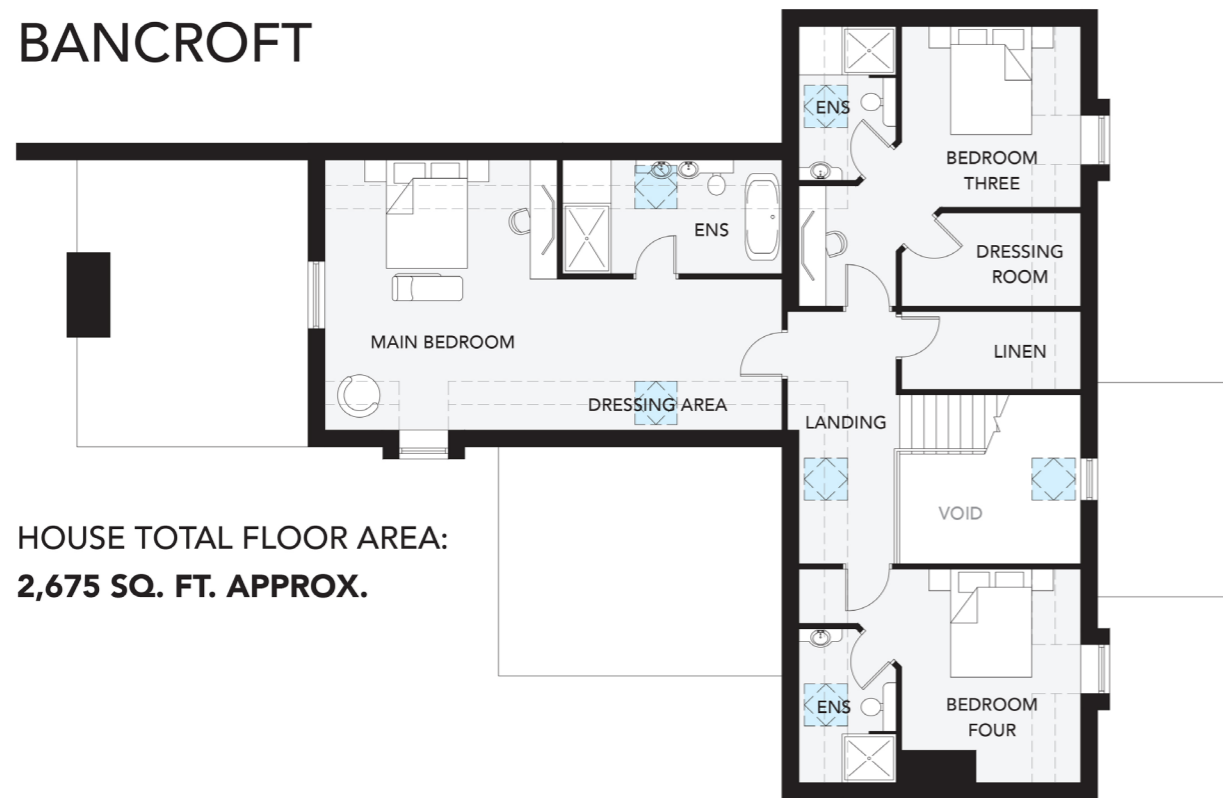 BANCROFT
ENS
BEDROOM
THREE
ENS
DRESSING
ROOM
MAIN BEDROOM
LINEN
DRESSING AREA
LANDING
VOID
HOUSE TOTAL FLOOR AREA:
2,675 SQ. FT. APPROX.
ENS
BEDROOM
FOUR